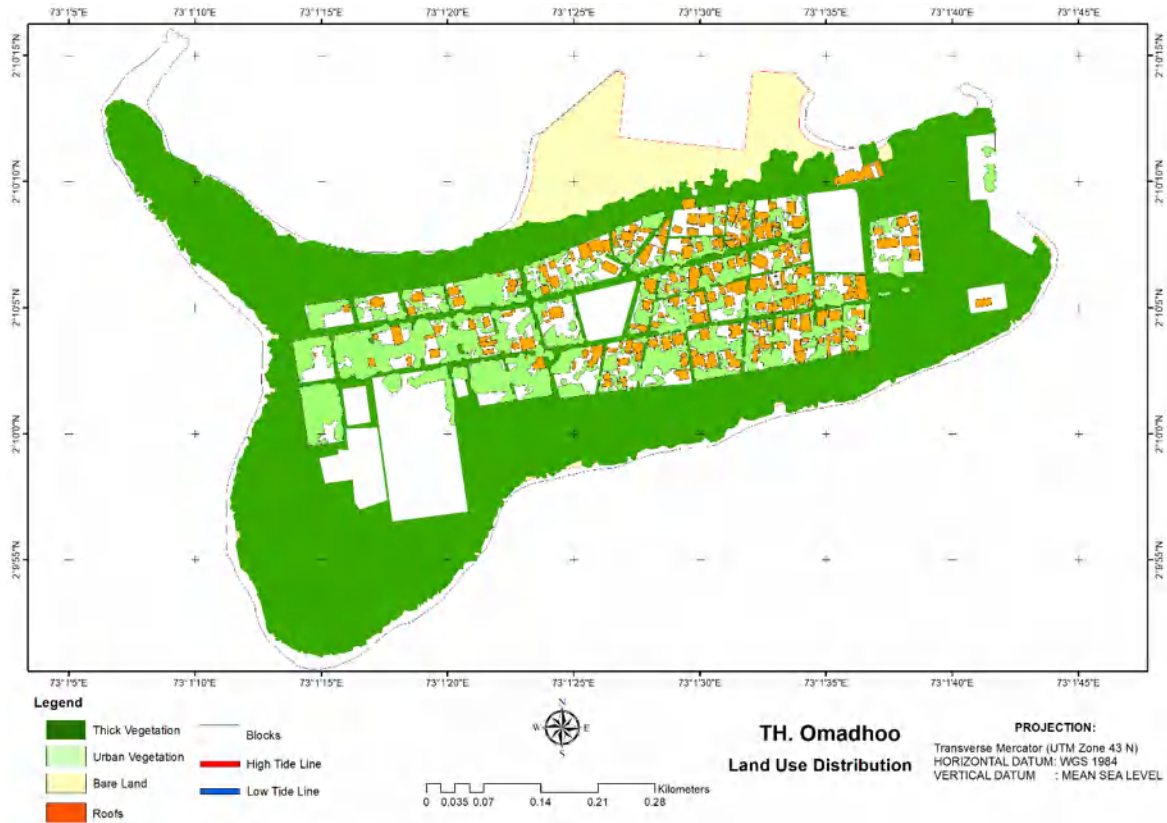 73°1'5"E 73°1'10"E 73°1'15"E 73°1'20"E 73°1'25"E 73°1'30"E 73°1'35"E 73°1'40"E 73°1'45"E
2°10'15"N 2°10'15"N
2°10'10"N 2°10'10"N
2°10'5"N 2°10'5"N
2°10'0"N 2°10'0"N
2°9'55"N 2°9'55"N
73°1'5"E 73°1'10"E 73°1'15"E 73°1'20"E 73°1'25"E 73°1'30"E 73°1'35"E 73°1'40"E 73°1'45"E
Legend
Thick Vegetation
Urban Vegetation
Bare Land
Roofs
Blocks
High Tide Line
Low Tide Line
N
W E
S
Kilometers
0 0.035 0.07 0.14 0.21 0.28
TH. Omadhoo
Land Use Distribution
PROJECTION:
Transverse Mercator (UTM Zone 43 N)
HORIZONTAL DATUM: WGS 1984
VERTICAL DATUM : MEAN SEA LEVEL